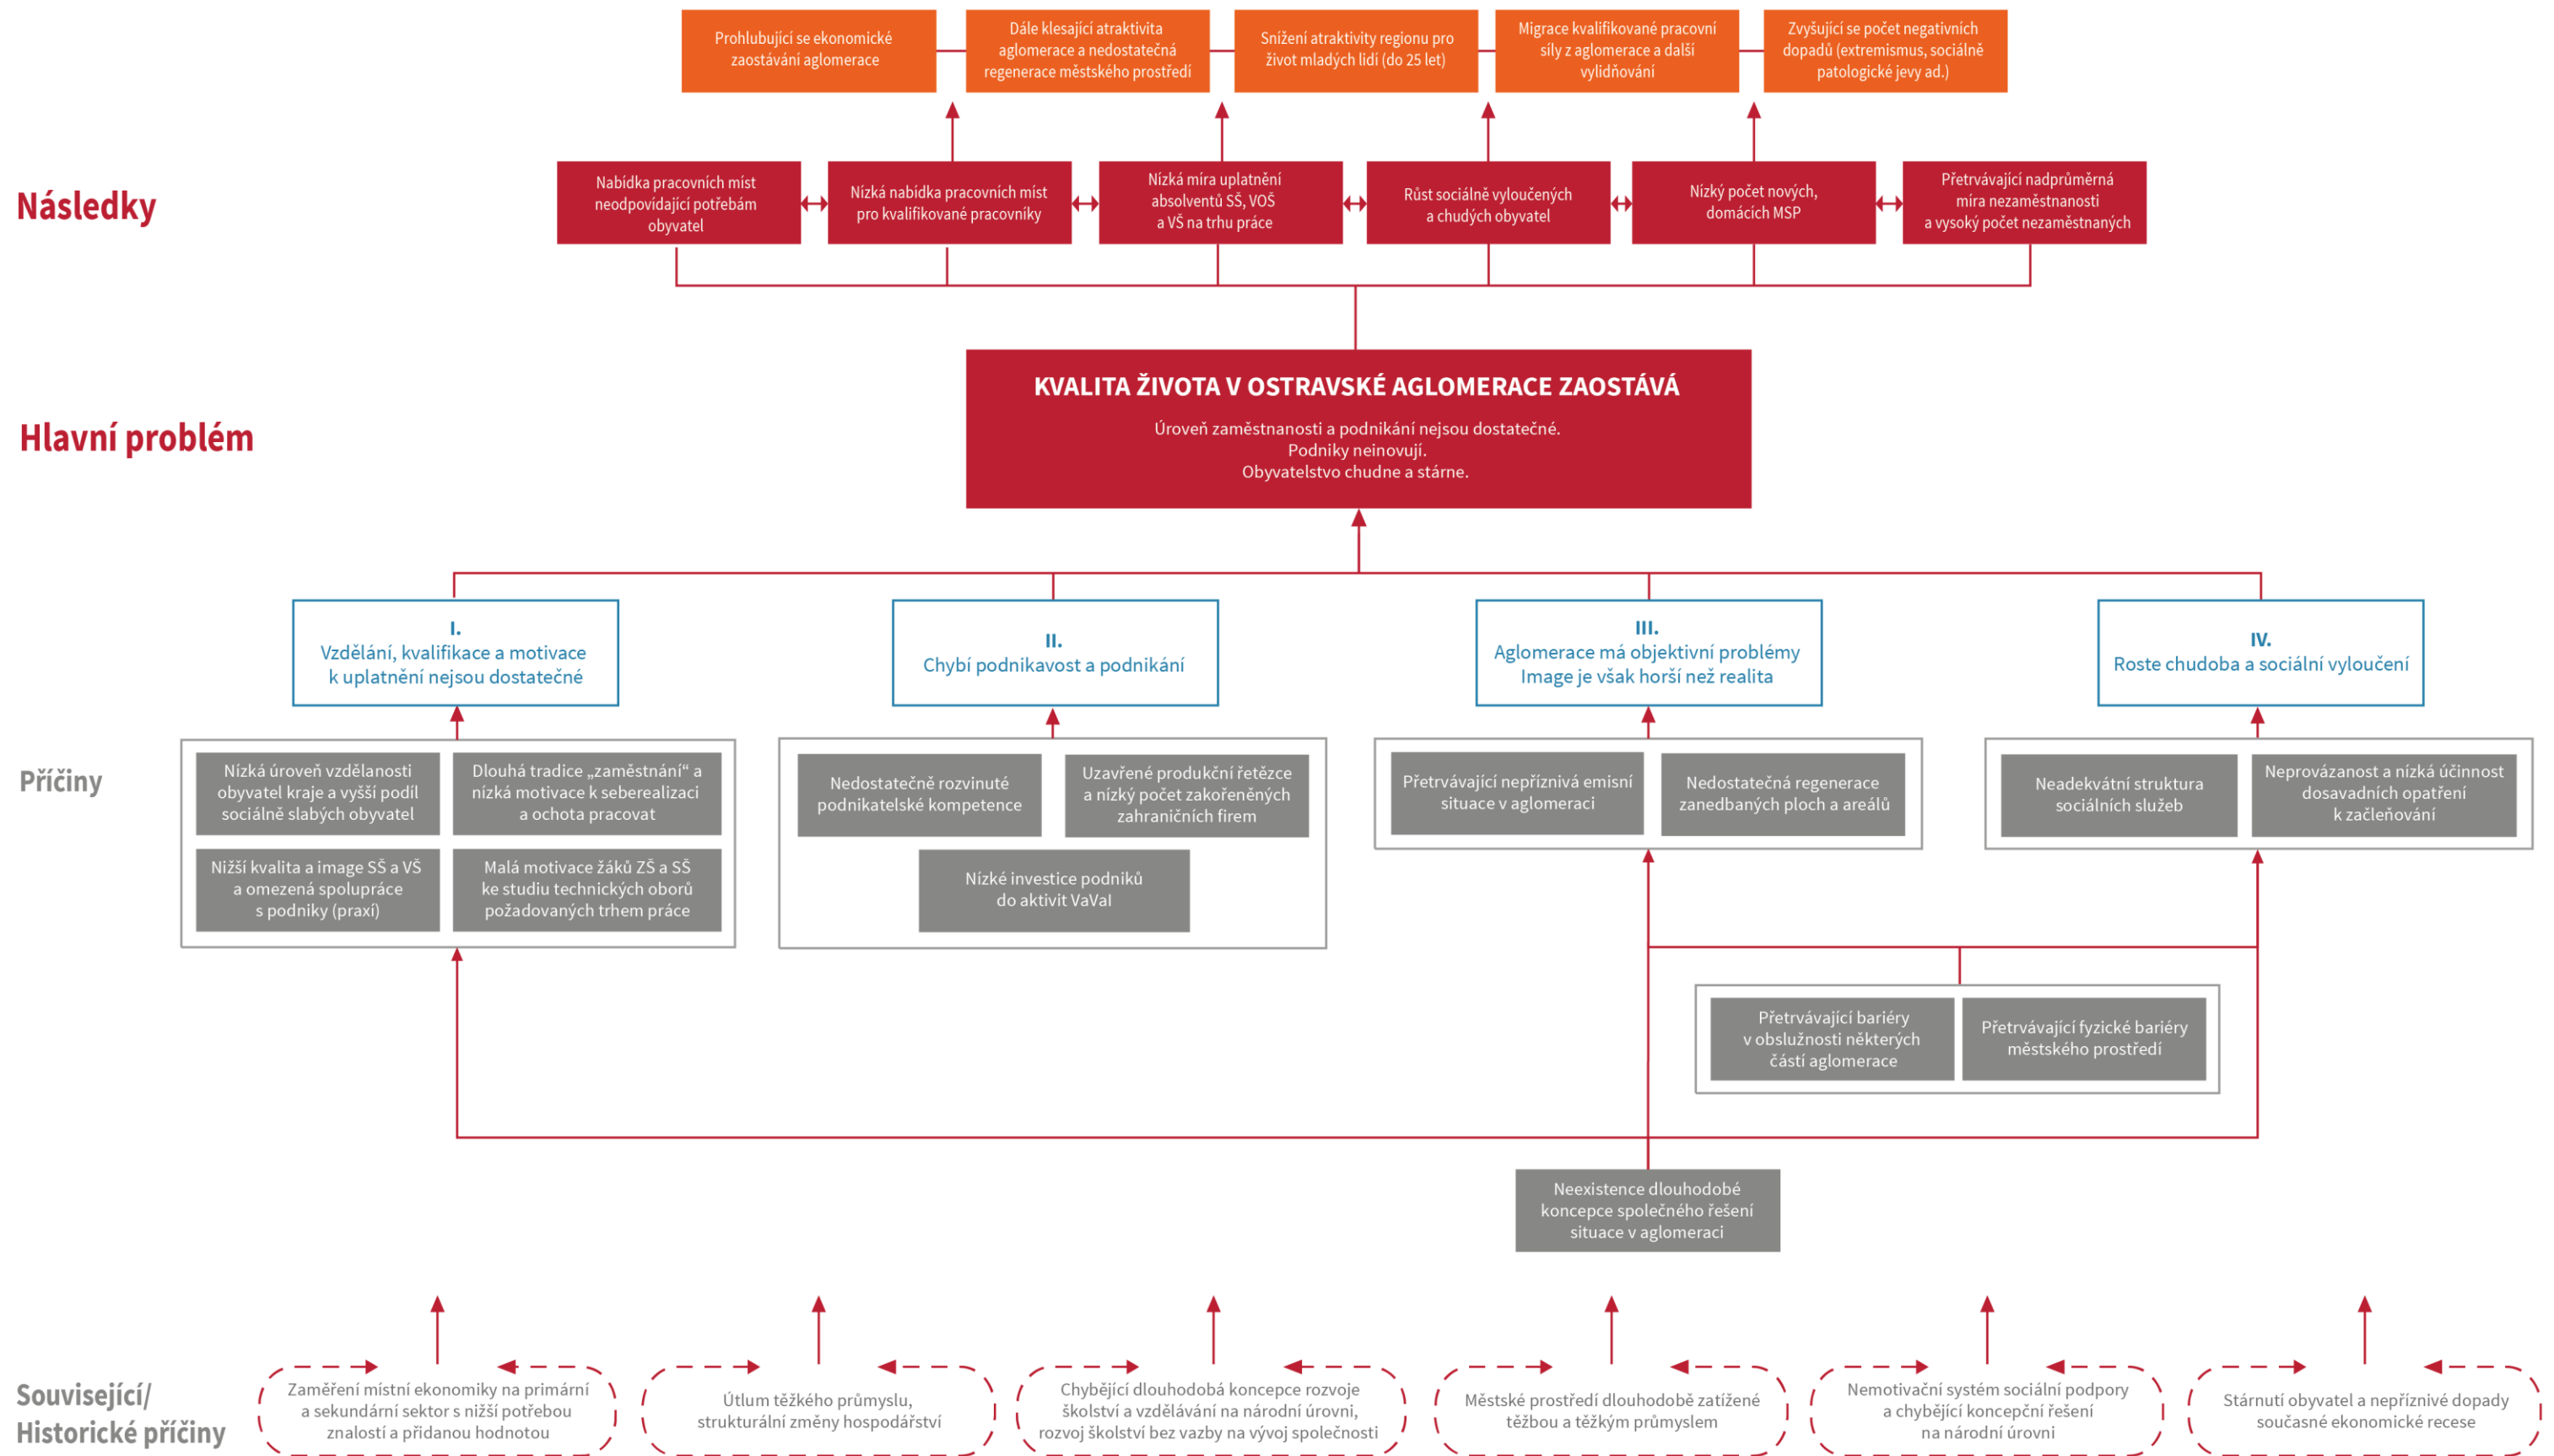 Prohlubující se ekonomické
zaostávání aglomerace
Dále klesající atraktivita
aglomerace a nedostatečná
regenerace městského prostředí
Snížení atraktivity regionu pro
život mladých lidí (do 25 let)
Migrace kvalifikované pracovní
síly z aglomerace a další
vylidňování
Zvyšující se počet negativních
dopadů (extremismus, sociálně
patologické jevy ad.)
Následky
Nabídka pracovních míst
neodpovídající potřebám
obyvatel
Nízká nabídka pracovních míst
pro kvalifikované pracovníky
Nízká míra uplatnění
absolventů SŠ, VOŠ
a VŠ na trhu práce
Růst sociálně vyloučených
a chudých obyvatel
Nízký počet nových,
domácích MSP
Přetrvávající nadprůměrná
míra nezaměstnanosti
a vysoký počet nezaměstnaných
Hlavní problém
KVALITA ŽIVOTA V OSTRAVSKÉ AGLOMERACE ZAOSTÁVÁ
Úroveň zaměstnanosti a podnikání nejsou dostatečné.
Podniky neinovují.
Obyvatelstvo chudne a stárne.
I.
Vzdělání, kvalifikace a motivace
k uplatnění nejsou dostatečné
II.
Chybí podnikavost a podnikání
III.
Aglomerace má objektivní problémy
Image je však horší než realita
IV.
Roste chudoba a sociální vyloučení
Příčiny
Nízká úroveň vzdělanosti
obyvatel kraje a vyšší podíl
sociálně slabých obyvatel
Dlouhá tradice „zaměstnání“ a
nízká motivace k seberealizaci
a ochota pracovat
Nižší kvalita a image SŠ a VŠ
a omezená spolupráce
s podniky (praxí)
Malá motivace žáků ZŠ a SŠ
ke studiu technických oborů
požadovaných trhem práce
Nedostatečně rozvinuté
podnikatelské kompetence
Uzavřené produkční řetězce
a nízký počet zakořeněných
zahraničních firem
Nízké investice podniků
do aktivit VaVaI
Přetrvávající nepříznivá emisní
situace v aglomeraci
Nedostatečná regenerace
zanedbaných ploch a areálů
Neadekvátní struktura
sociálních služeb
Neprovázanost a nízká účinnost
dosavadních opatření
k začleňování
Přetrvávající bariéry
v obslužnosti některých
částí aglomerace
Přetrvávající fyzické bariéry
městského prostředí
Neexistence dlouhodobé
koncepce společného řešení
situace v aglomeraci
Související/
Historické příčiny
Zaměření místní ekonomiky na primární
a sekundární sektor s nižší potřebou
znalostí a přidanou hodnotou
Útlum těžkého průmyslu,
strukturální změny hospodářství
Chybějící dlouhodobá koncepce rozvoje
školství a vzdělávání na národní úrovni,
rozvoj školství bez vazby na vývoj společnosti
Městské prostředí dlouhodobě zatížené
těžbou a těžkým průmyslem
Nemotivační systém sociální podpory
a chybějící koncepční řešení
na národní úrovni
Stárnutí obyvatel a nepříznivé dopady
současné ekonomické recese